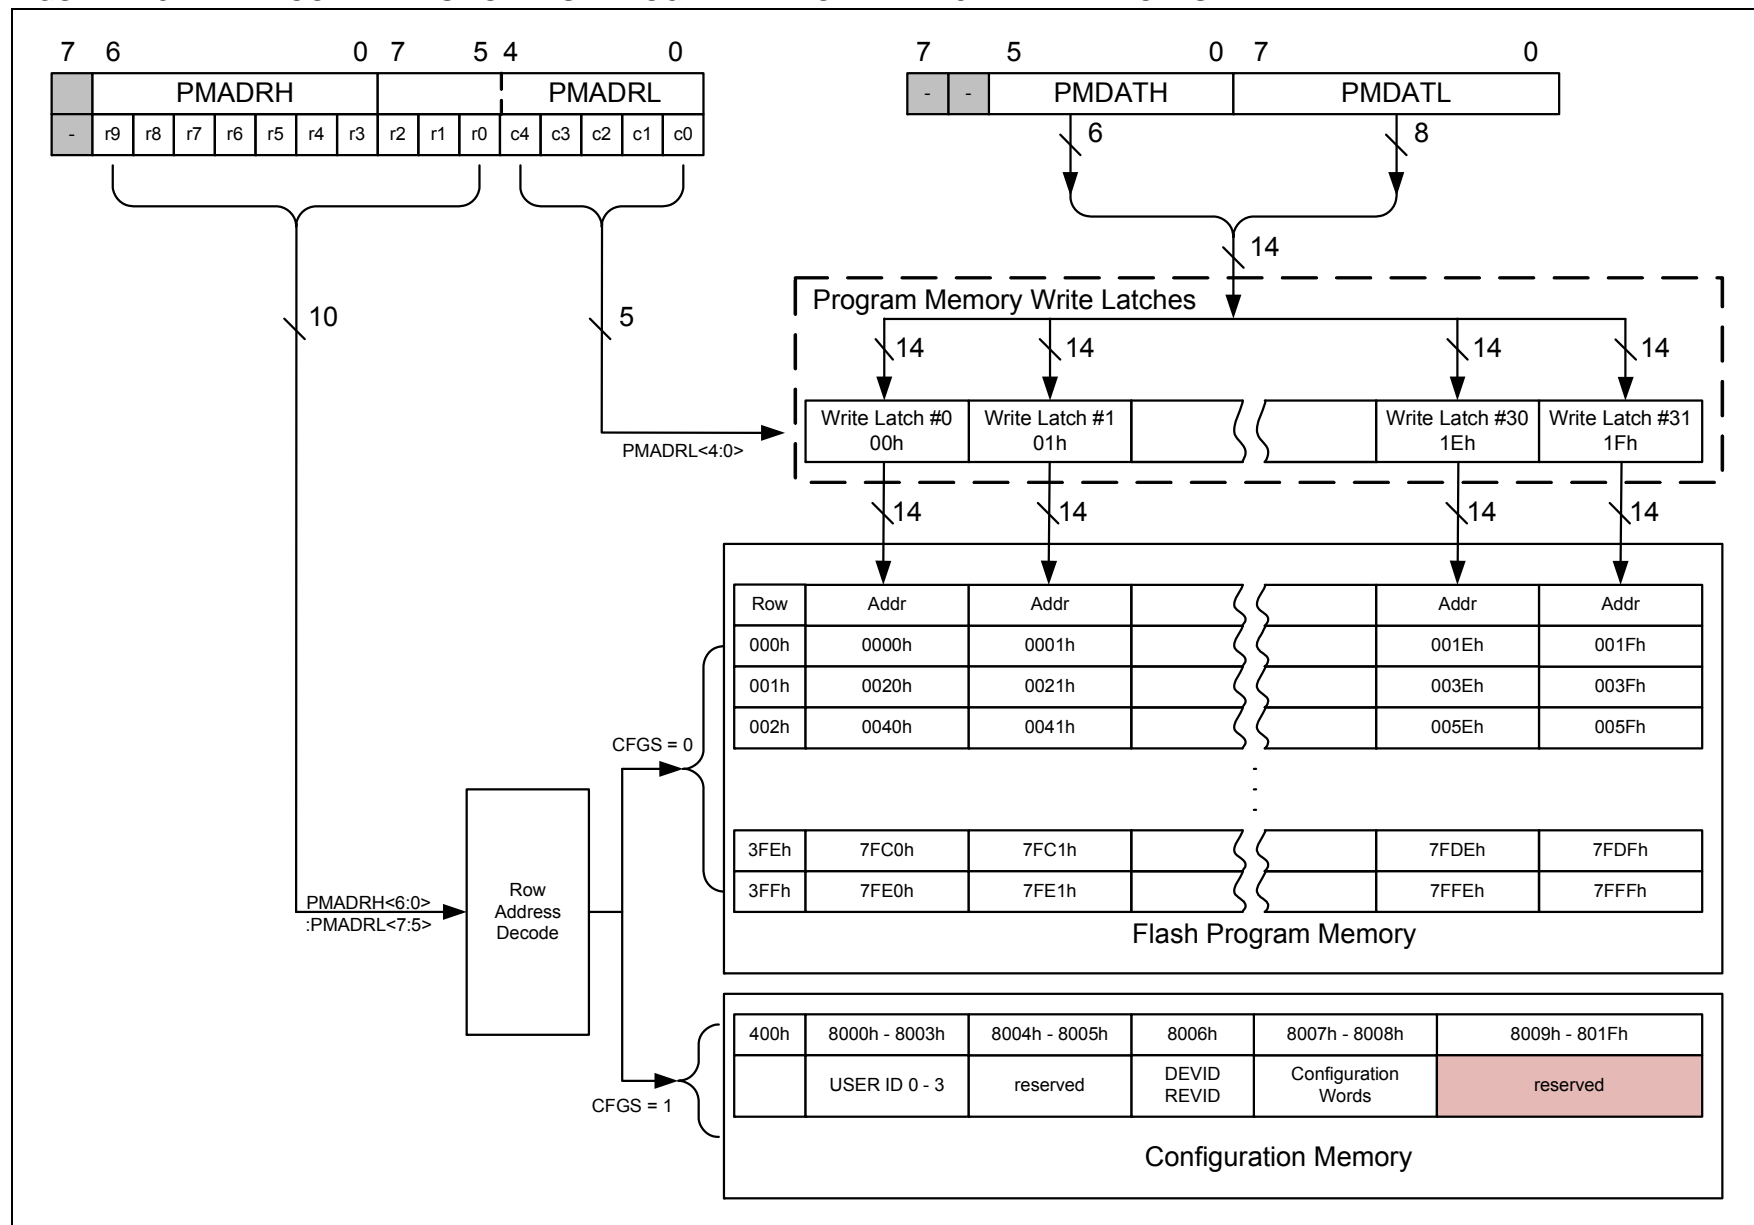 7 6 0 7 5 4 0
PMADRH PMADRL
- r9 r8 r7 r6 r5 r4 r3 r2 r1 r0 c4 c3 c2 c1 c0
7 5 0 7 0
- - PMDATH PMDATL
6 8
14
10
5
Program Memory Write Latches
14 14 14 14
Write Latch #0 Write Latch #1 Write Latch #30 Write Latch #31
00h 01h 1Eh 1Fh
PMADRL<4:0>
14 14 14 14
Row Addr Addr Addr Addr
000h 0000h 0001h 001Eh 001Fh
001h 0020h 0021h 003Eh 003Fh
002h 0040h 0041h 005Eh 005Fh
CFGS = 0
3FEh 7FC0h 7FC1h 7FDEh 7FDFh
3FFh 7FE0h 7FE1h 7FFEh 7FFFh
Flash Program Memory
PMADRH<6:0>
:PMADRL<7:5>
Row
Address
Decode
400h 8000h - 8003h 8004h - 8005h 8006h 8007h - 8008h 8009h - 801Fh
USER ID 0 - 3 reserved DEVID REVID Configuration Words reserved
CFGS = 1
Configuration Memory